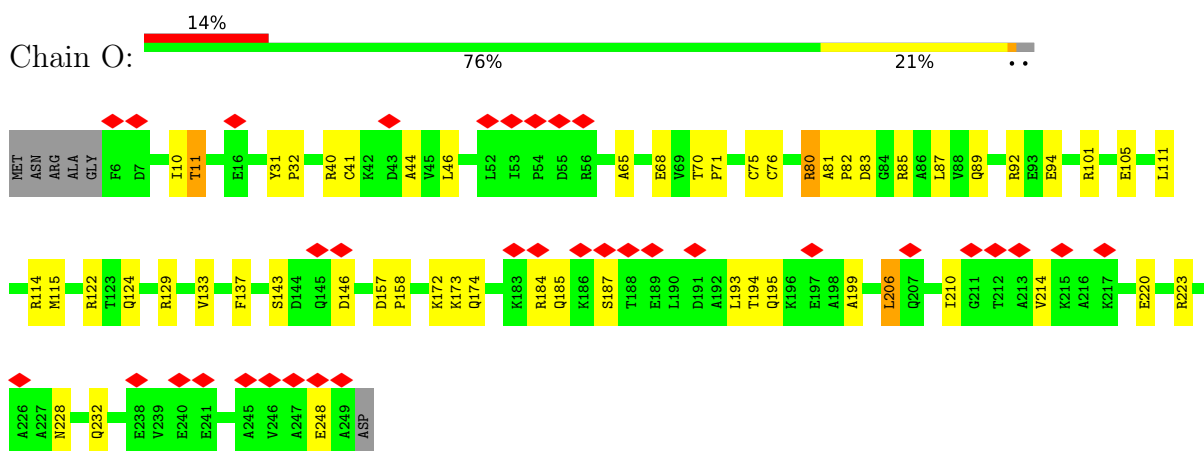 14%
Chain O:
76% 21% • •
MET ASN ARG ALA GLY F6 D7 I10 T11 E16 Y31 P32 R40 C41 K42 D43 A44 V45 L46 L52 I53 P54 D55 R56 A65 E68 V69 T70 P71 C75 C76 R80 A81 P82 D83 G84 R85 A86 L87 V88 Q89 R92 E93 E94 R101 E105 L111
R114 M115 R122 T123 Q124 R129 V133 F137 S143 D144 Q145 D146 D157 P158 K172 K173 Q174 K183 R184 Q185 K186 S187 T188 E189 L190 D191 A192 L193 T194 Q195 K196 E197 A198 A199 L206 Q207 I210 G211 T212 A213 V214 K215 A216 K217 E220 R223
A226 A227 N228 Q232 E238 V239 E240 E241 A245 V246 A247 E248 A249 ASP